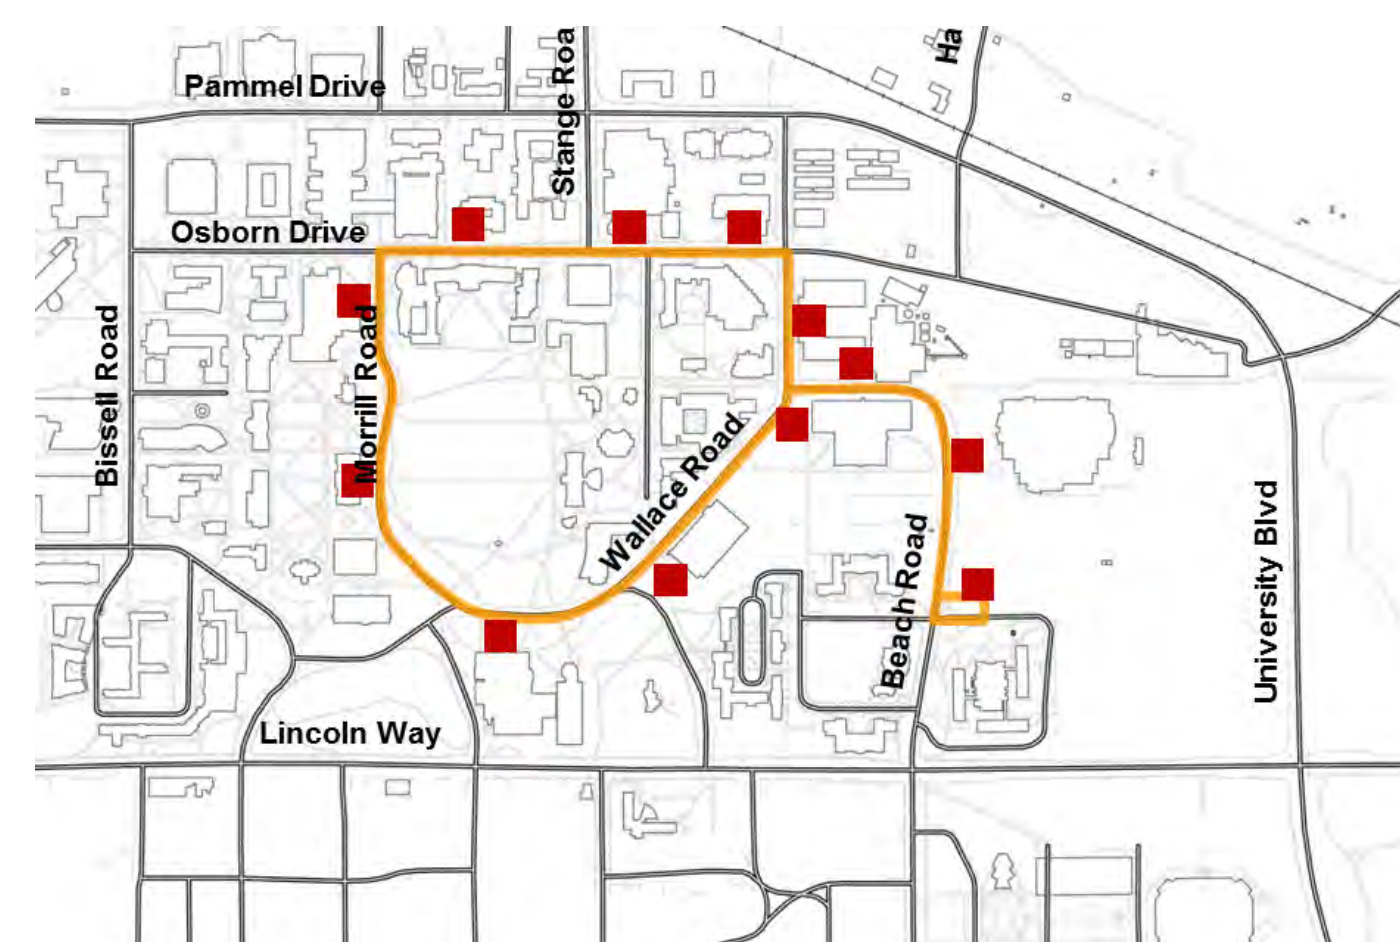 Ha
Stange Roa
Pammel Drive
Osborn Drive
Bissell Road
Morrill Road
Wallace Road
Beach Road
University Blvd
Lincoln Way